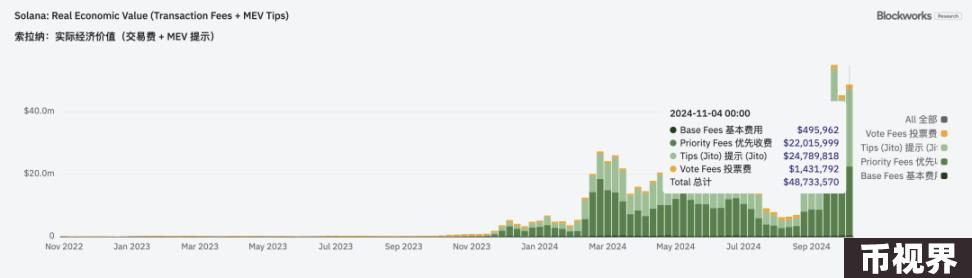 Solana: Real Economic Value (Transaction Fees + MEV Tips)
Blockworks Research
索拉纳：实际经济价值（交易费 + MEV 提示）
$40.0m
$20.0m
0
2024-11-04 00:00
Base Fees 基本费用 $495,962
Priority Fees 优先收费 $22,015,999
Tips (Jito) 提示 (Jito) $24,789,818
Vote Fees 投票费 $1,431,792
Total 总计 $48,733,570
All 全部
Vote Fees 投票费
Tips (Jito) 提示 (Jit
Priority Fees 优先
Base Fees 基本
Nov 2022 Jan 2023 Mar 2023 May 2023 Jul 2023 Sep 2023 Nov 2023 Jan 2024 Mar 2024 May 2024 Jul 2024 Sep 2024
币视界